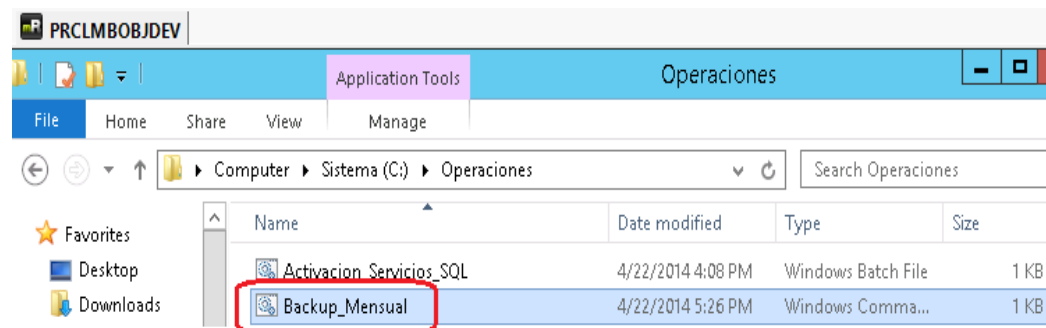 mR PRCLMBOBJDEV
Application Tools Operaciones
File Home Share View Manage
Computer Sistema (C:) Operaciones Search Operaciones
Favorites Name Date modified Type Size
Desktop Activacion_Servicios_SQL 4/22/2014 4:08 PM Windows Batch File 1 KB
Downloads Backup_Mensual 4/22/2014 5:26 PM Windows Comma... 1 KB